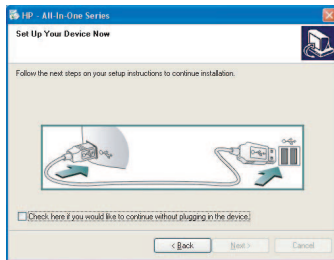 HP - All-In-One Series
Set Up Your Device Now
Follow the next steps on your setup instructions to continue installation.
Check here if you would like to continue without plugging in the device.
< Back
Next >
Cancel